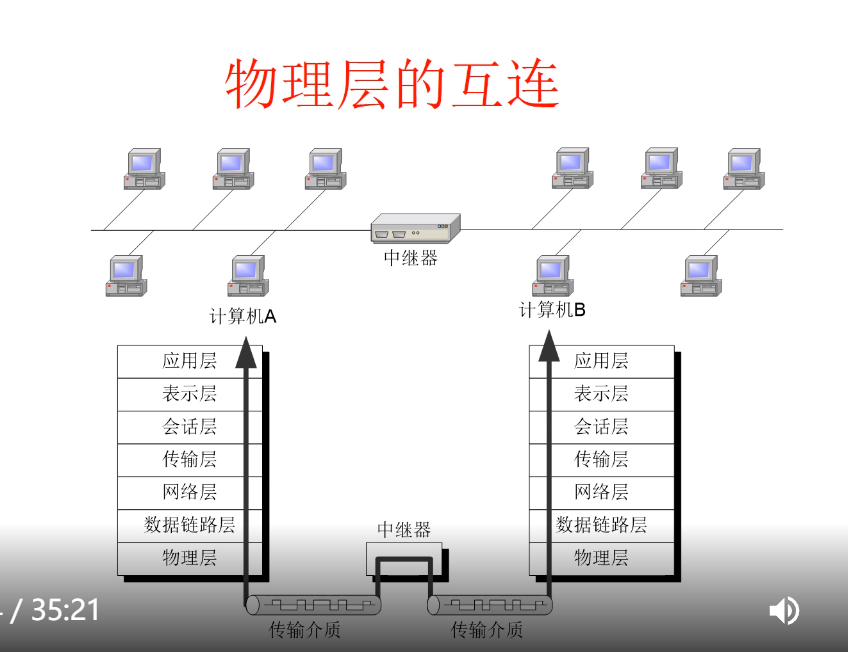 物理层的互连
中继器
计算机A
计算机B
应用层
表示层
会话层
传输层
网络层
数据链路层
物理层
中继器
应用层
表示层
会话层
传输层
网络层
数据链路层
物理层
/ 35:21
传输介质
传输介质